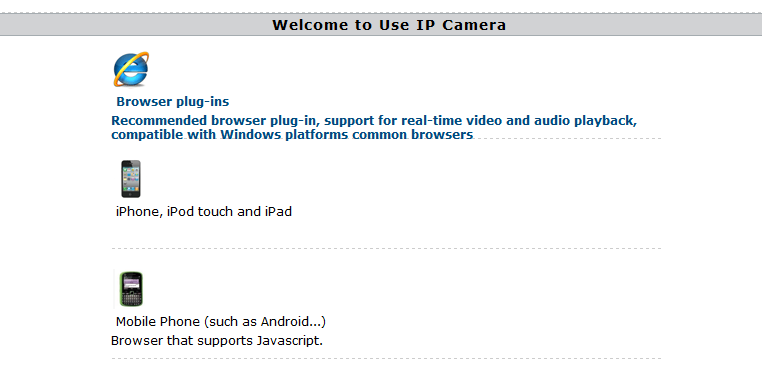 Welcome to Use IP Camera
Browser plug-ins
Recommended browser plug-in, support for real-time video and audio playback,
compatible with Windows platforms common browsers
iPhone, iPod touch and iPad
Mobile Phone (such as Android...)
Browser that supports Javascript.